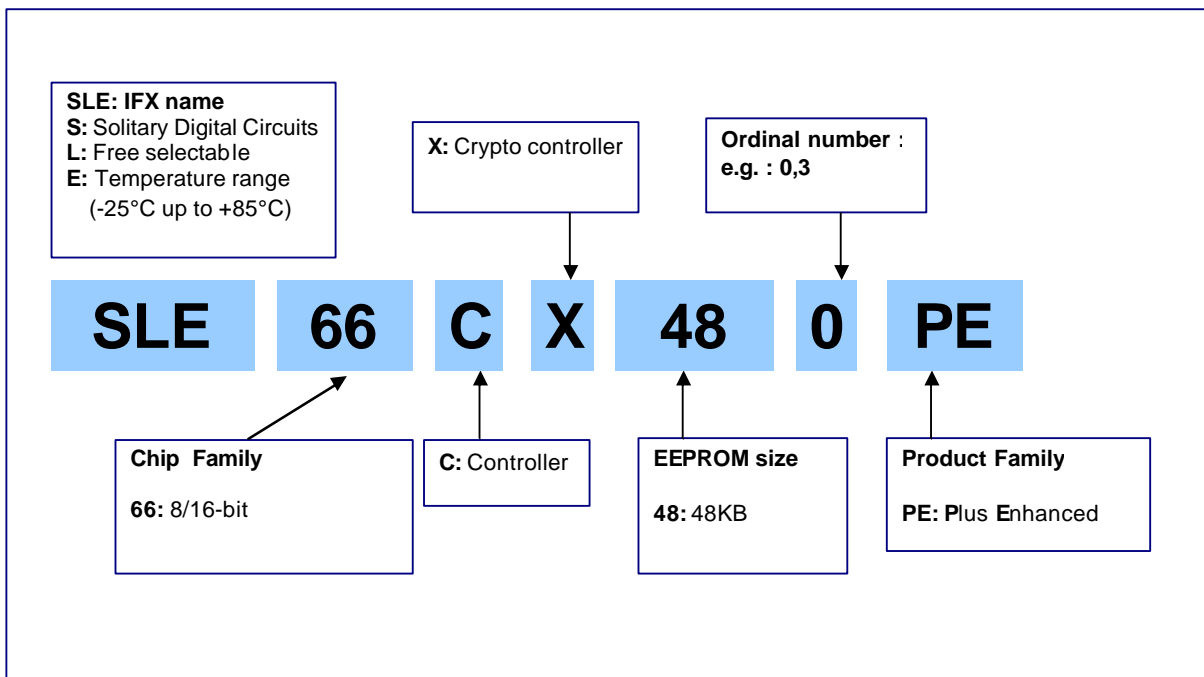 SLE: IFX name
S: Solitary Digital Circuits
L: Free selectable
E: Temperature range
(-25°C up to +85°C)
X: Crypto controller
Ordinal number :
e.g. : 0,3
SLE 66 C X 48 0 PE
Chip Family
66: 8/16-bit
C: Controller
EEPROM size
48: 48KB
Product Family
PE: Plus Enhanced